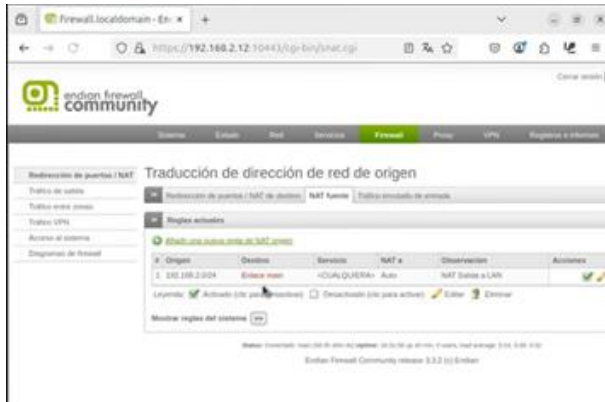 Firewall.localdomain - En
https://192.168.2.12:10443/cgi-bin/snat.cgi
Cerrar sesión
endian firewall
community
Sistema Estado Red Servicios Firewall Proxy VPN Registros e Informes
Redirección de puertos / NAT
Tráfico de salida
Tráfico entre zonas
Tráfico VPN
Acceso al sistema
Diagramas de firewall
Traducción de dirección de red de origen
Redirección de puertos / NAT de destino NAT fuente Tráfico enrutado de entrada
Reglas actuales
Añadir una nueva regla de NAT origen
# Origen Destino Servicio NAT a Observación Acciones
1 192.168.2.0/24 Enlace main <CUALQUIERA> Auto NAT Salida a LAN
Leyenda: Activado (clic para desactivar) Desactivado (clic para activar) Editar Eliminar
Mostrar reglas del sistema >>
Status: Conectado: main
Endian Firewall Community release 3.3.2 (c) Endian